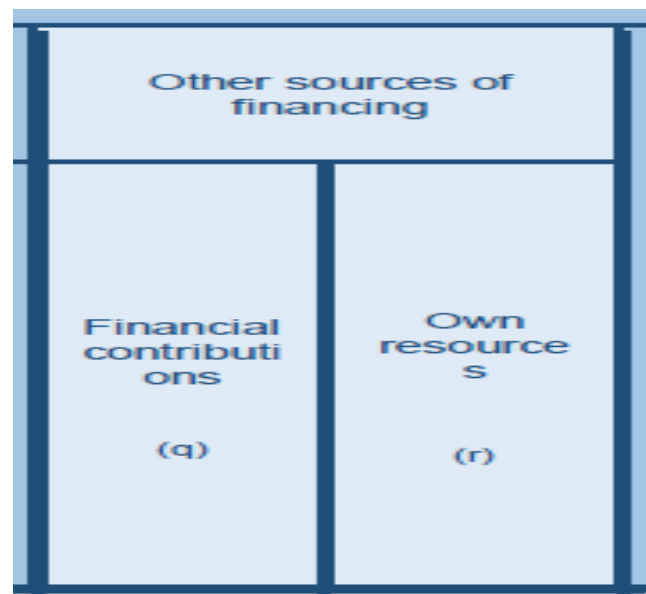 Other sources of
financing
Financial
contributi
ons
(q)
Own
resource
s
(r)